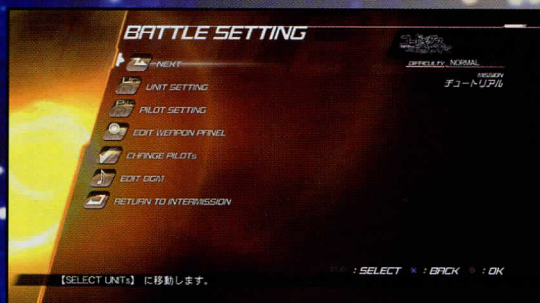 BATTLE SETTING
DIFFICULTY NORMAL
NEXT
MISSION
チュートリアル
UNIT SETTING
PILOT SETTING
EDIT WEAPON PANEL
CHANGE PILOTs
EDIT BGM
RETURN TO INTERMISSION
: SELECT × : BACK ○ : OK
【SELECT UNITs】 に移動します。